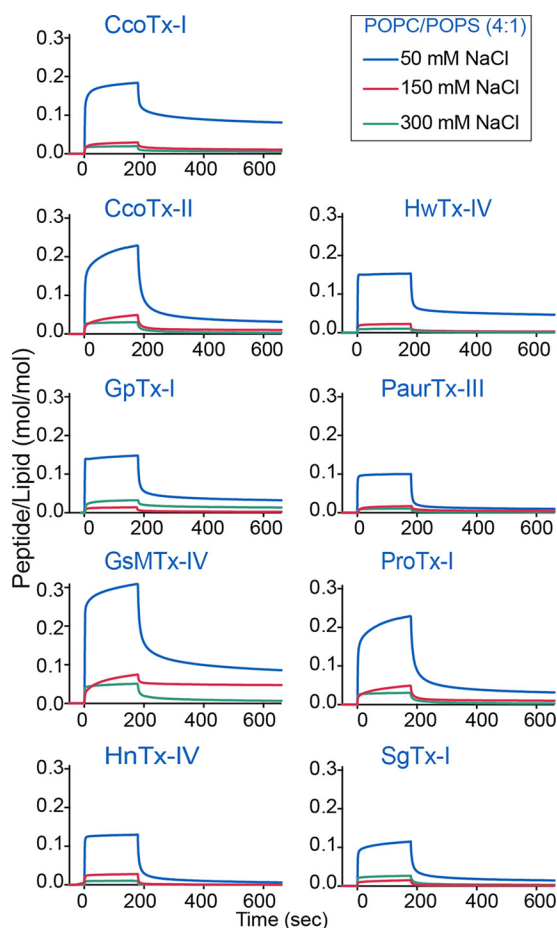 CcoTx-I
POPC/POPS (4:1)
50 mM NaCl
150 mM NaCl
300 mM NaCl
0.3
0.2
0.1
0.0
0 200 400 600
CcoTx-II
0.3
0.2
0.1
0.0
0 200 400 600
HwTx-IV
0.3
0.2
0.1
0.0
0 200 400 600
Peptide/Lipid (mol/mol)
GpTx-I
0.3
0.2
0.1
0.0
0 200 400 600
PaurTx-III
0.3
0.2
0.1
0.0
0 200 400 600
GsMTx-IV
0.3
0.2
0.1
0.0
0 200 400 600
ProTx-I
0.3
0.2
0.1
0.0
0 200 400 600
HnTx-IV
0.3
0.2
0.1
0.0
0 200 400 600
SgTx-I
0.3
0.2
0.1
0.0
0 200 400 600
Time (sec)